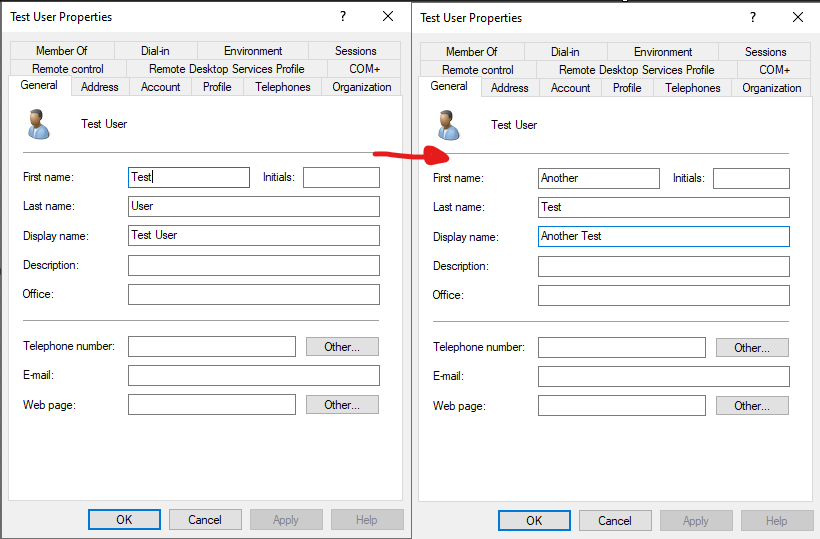 Test User Properties ? ×
Member Of Dial-in Environment Sessions
Remote control Remote Desktop Services Profile COM+
General Address Account Profile Telephones Organization
Test User
First name: Test Initials:
Last name: User
Display name: Test User
Description:
Office:
Telephone number: Other...
E-mail:
Web page: Other...
OK Cancel Apply Help
Test User Properties ? ×
Member Of Dial-in Environment Sessions
Remote control Remote Desktop Services Profile COM+
General Address Account Profile Telephones Organization
Test User
First name: Another Initials:
Last name: Test
Display name: Another Test
Description:
Office:
Telephone number: Other...
E-mail:
Web page: Other...
OK Cancel Apply Help